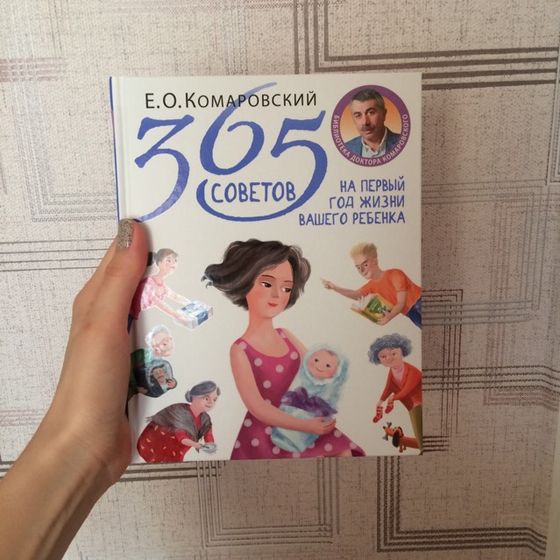 Е.О.Комаровский
365
СОВЕТОВ
НА ПЕРВЫЙ
ГОД ЖИЗНИ
ВАШЕГО РЕБЕНКА
БИБЛИОТЕКА ДОКТОРА КОМАРОВСКОГО